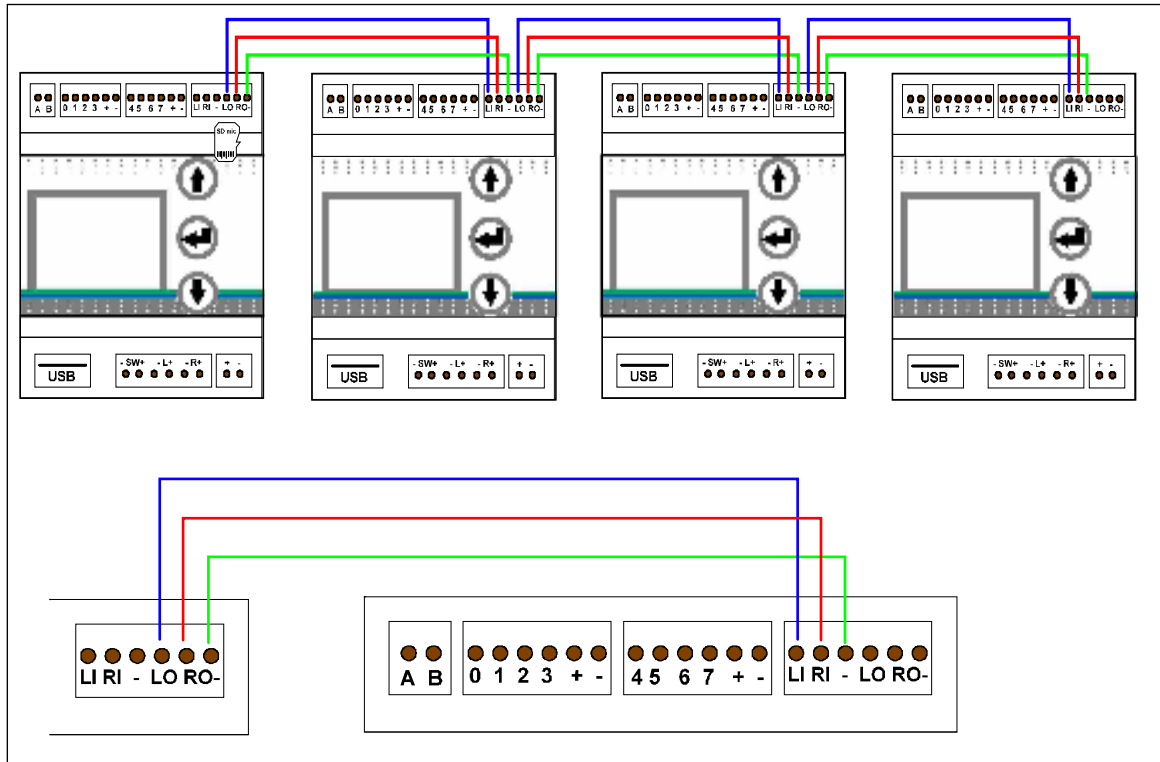 A B 0 1 2 3 + - 4 5 6 7 + - LI RI - LO RO-
SD mic
USB - SW+ - L+ - R+ + -
A B 0 1 2 3 + - 4 5 6 7 + - LI RI - LO RO-
USB - SW+ - L+ - R+ + -
A B 0 1 2 3 + - 4 5 6 7 + - LI RI - LO RO-
USB - SW+ - L+ - R+ + -
A B 0 1 2 3 + - 4 5 6 7 + - LI RI - LO RO-
USB - SW+ - L+ - R+ + -
LI RI - LO RO-
A B 0 1 2 3 + - 4 5 6 7 + - LI RI - LO RO-